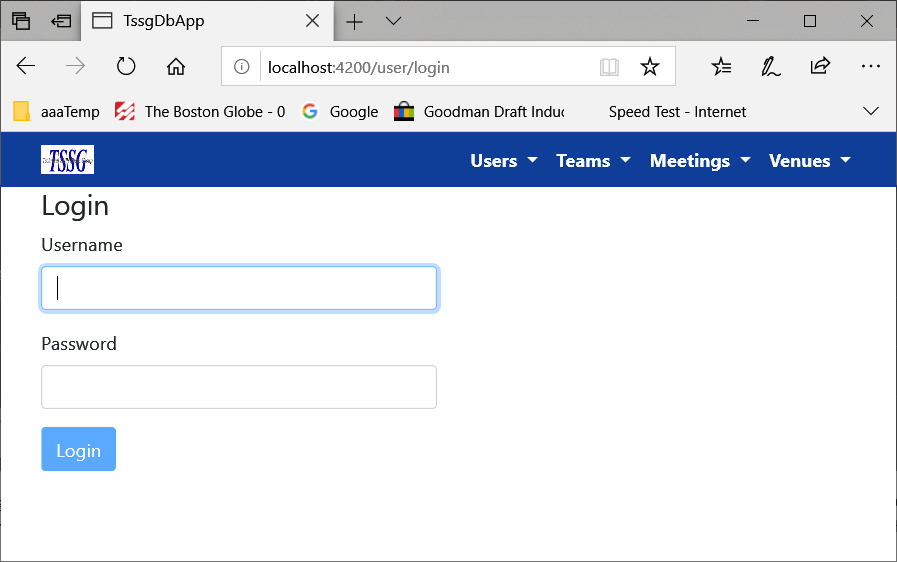 TssgDbApp
localhost:4200/user/login
aaaTemp The Boston Globe - 0 Google Goodman Draft Induc Speed Test - Internet
TSSG Users Teams Meetings Venues
Login
Username
Password
Login